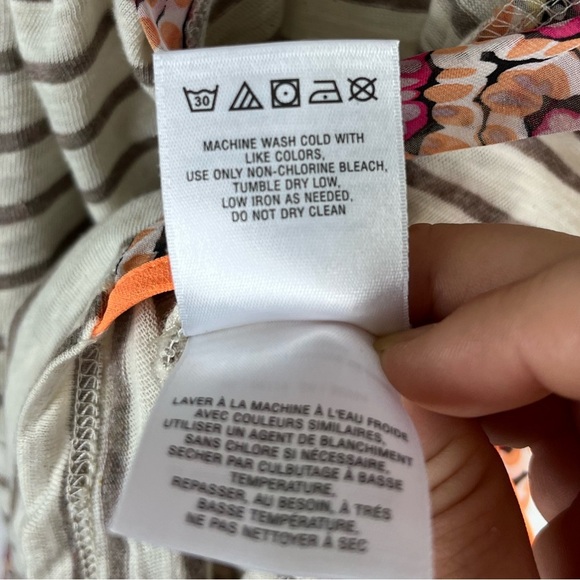 30
MACHINE WASH COLD WITH
LIKE COLORS,
USE ONLY NON-CHLORINE BLEACH,
TUMBLE DRY LOW,
LOW IRON AS NEEDED,
DO NOT DRY CLEAN
LAVER À LA MACHINE À L'EAU FROIDE
AVEC COULEURS SIMILAIRES,
UTILISER UN AGENT DE BLANCHIMENT
SANS CHLORE SI NÉCESSAIRE,
SECHER PAR CULBUTAGE À BASSE
TEMPERATURE,
REPASSER, AU BESOIN, À TRÈS
BASSE TEMPÉRATURE,
NE PAS NETTOYER À SEC